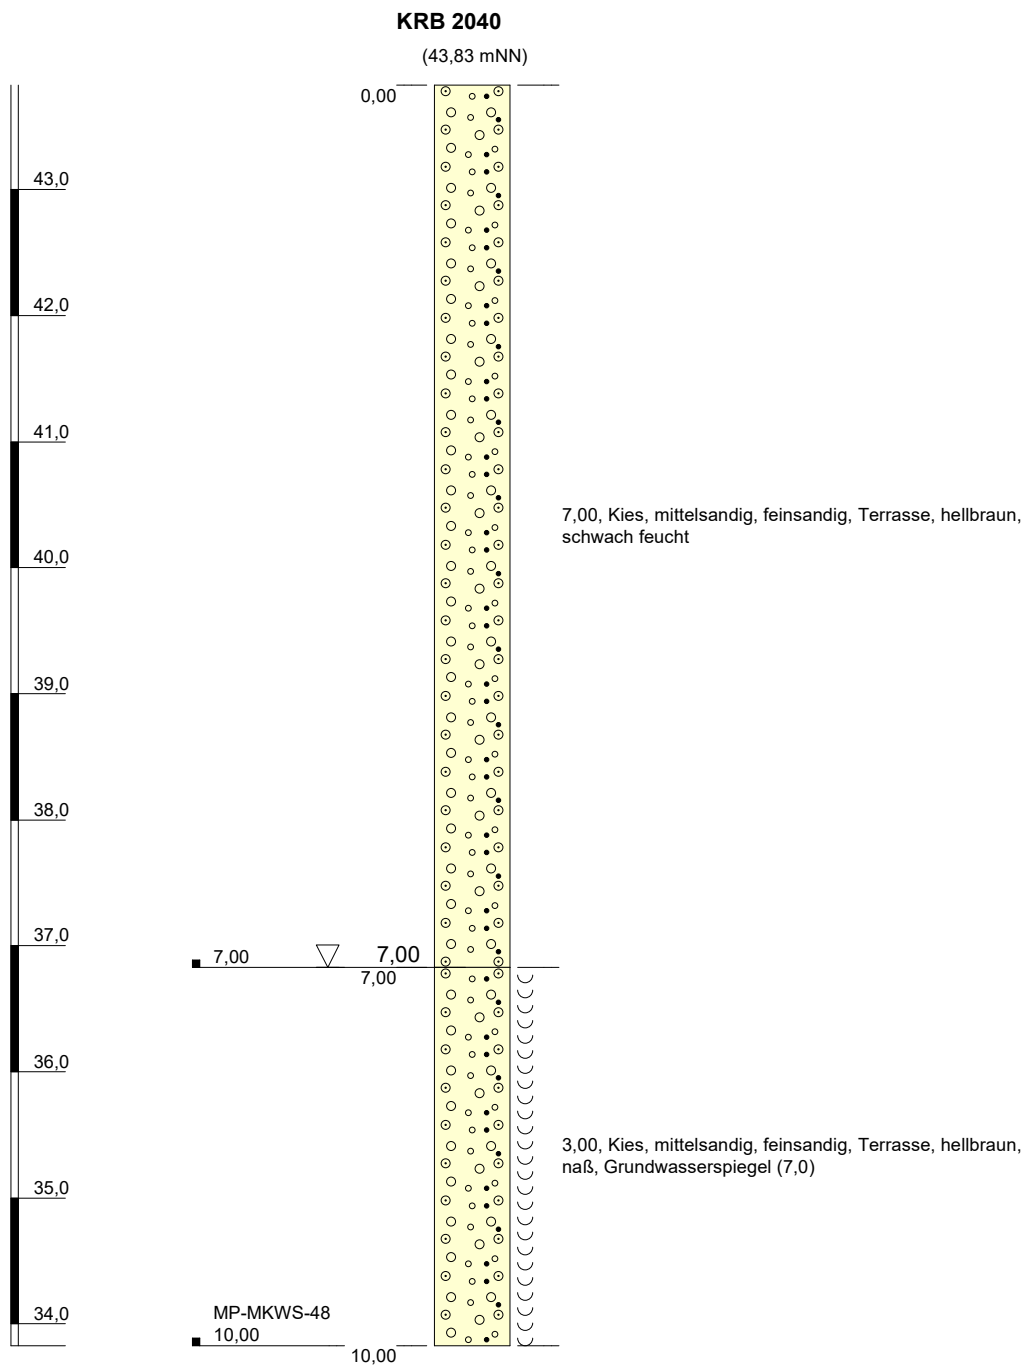 KRB 2040
(43,83 mNN)
0,00
43,0
42,0
41,0
7,00, Kies, mittelsandig, feinsandig, Terrasse, hellbraun,
schwach feucht
40,0
39,0
38,0
37,0
7,00
7,00
7,00
36,0
3,00, Kies, mittelsandig, feinsandig, Terrasse, hellbraun,
naß, Grundwasserspiegel (7,0)
35,0
34,0
MP-MKWS-48
10,00
10,00